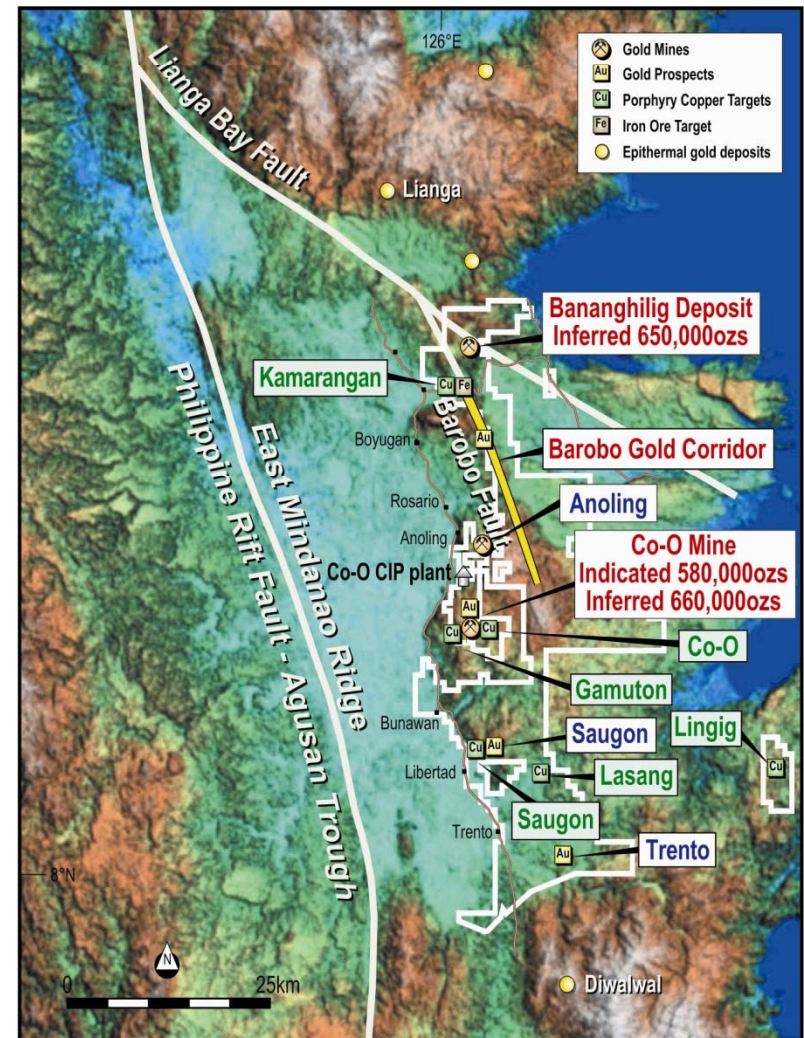 126°E
Gold Mines
Au Gold Prospects
Cu Porphyry Copper Targets
Fe Iron Ore Target
Epithermal gold deposits
Lianga Bay Fault
Lianga
Bananghilig Deposit
Inferred 650,000ozs
Kamarangan
Cu Fe
Barobo Fault
Boyugan
Au
Barobo Gold Corridor
Philippine Rift Fault - Agusan Trough
East Mindanao Ridge
Rosario
Anoling
Anoling
Co-O CIP plant
Co-O Mine
Indicated 580,000ozs
Inferred 660,000ozs
Au
Cu
Cu
Co-O
Gamuton
Bunawan
Saugon
Lingig
Cu Au
Cu
Libertad
Cu
Lasang
Saugon
Trento
Au
Trento
8°N
N
0
25km
Diwalwal